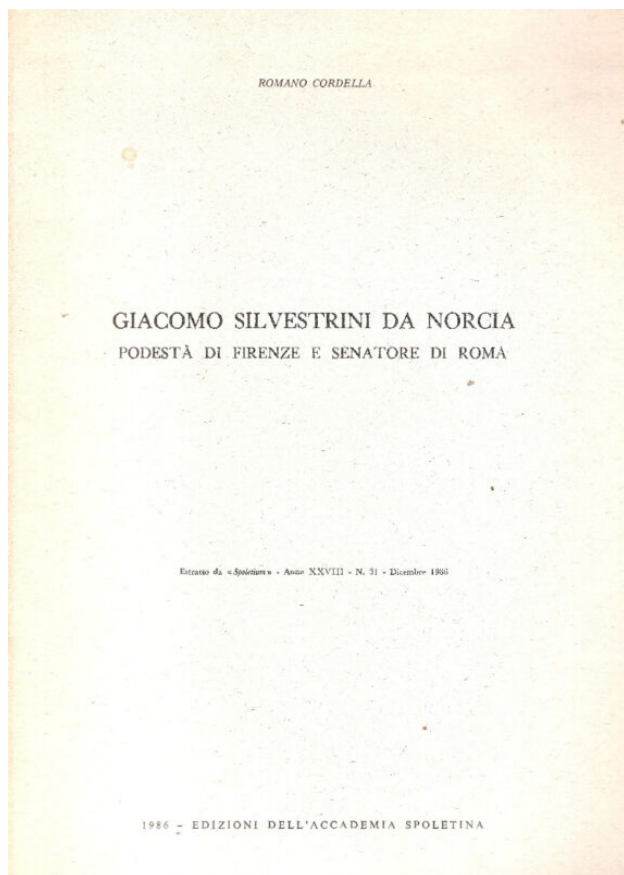 ROMANO CORDELLA
GIACOMO SILVESTRINI DA NORCIA
PODESTÀ DI FIRENZE E SENATORE DI ROMA
Estratto da «Spoletium» - Anno XXVIII - N. 31 - Dicembre 1986
1986 - EDIZIONI DELL'ACCADEMIA SPOLETINA